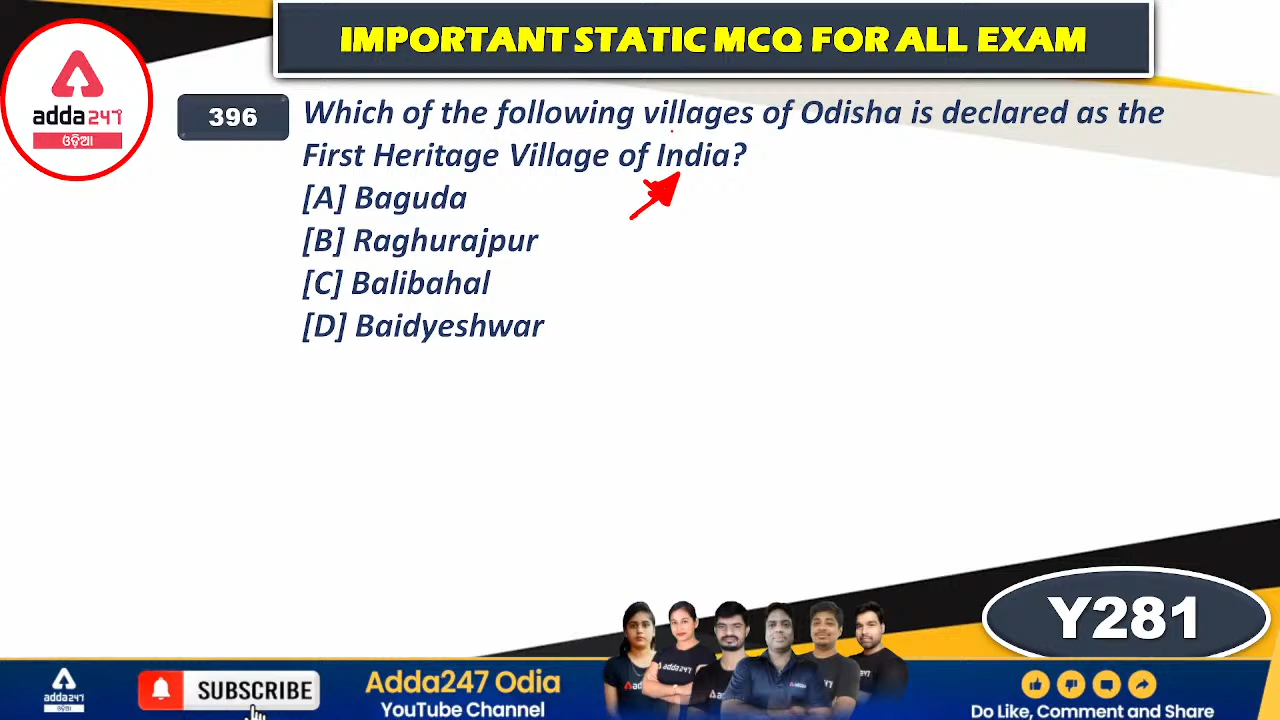 IMPORTANT STATIC MCQ FOR ALL EXAM
adda247
ଓଡ଼ିଆ
396
Which of the following villages of Odisha is declared as the
First Heritage Village of India?
[A] Baguda
[B] Raghurajpur
[C] Balibahal
[D] Baidyeshwar
Y281
adda247
ଓଡ଼ିଆ
SUBSCRIBE
Adda247 Odia
YouTube Channel
Do Like, Comment and Share